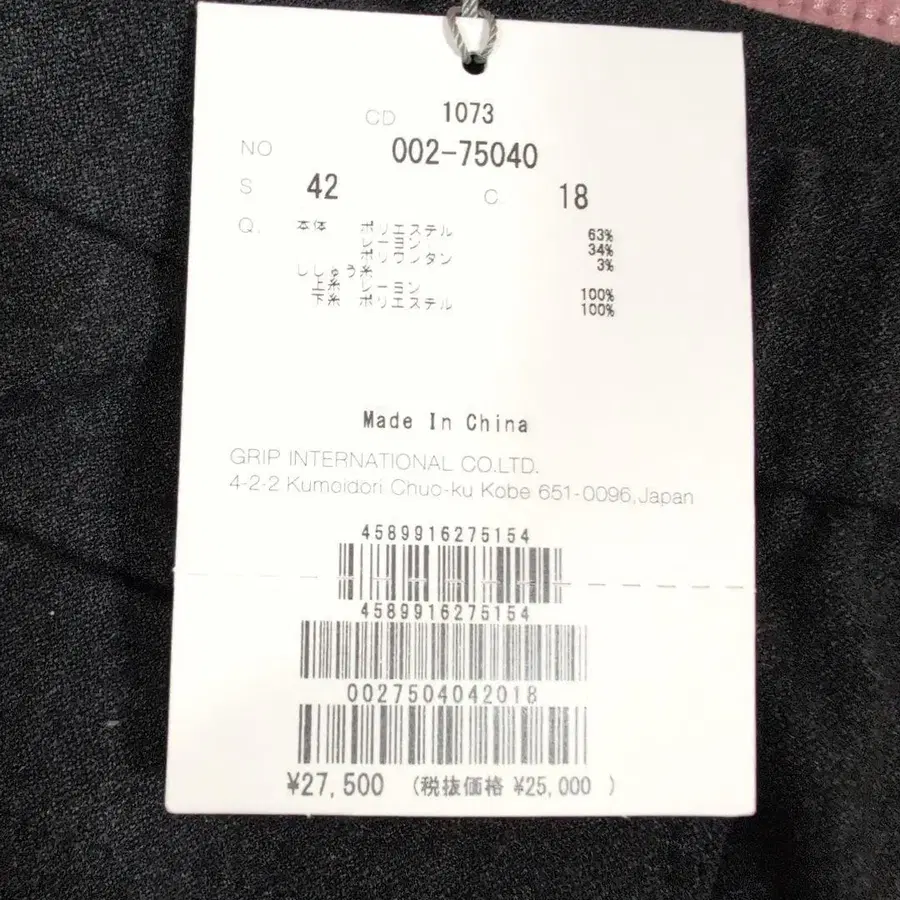 CD 1073
NO 002-75040
S 42 C. 18
Q. 本体 ポリエステル 63%
レーヨン 34%
ポリウレタン 3%
ししゅう糸
上糸 レーヨン 100%
下糸 ポリエステル 100%
Made In China
GRIP INTERNATIONAL CO.LTD.
4-2-2 Kumoidori Chuo-ku Kobe 651-0096,Japan
4589916275154
4589916275154
0027504042018
¥27,500 (税抜価格 ¥25,000 )